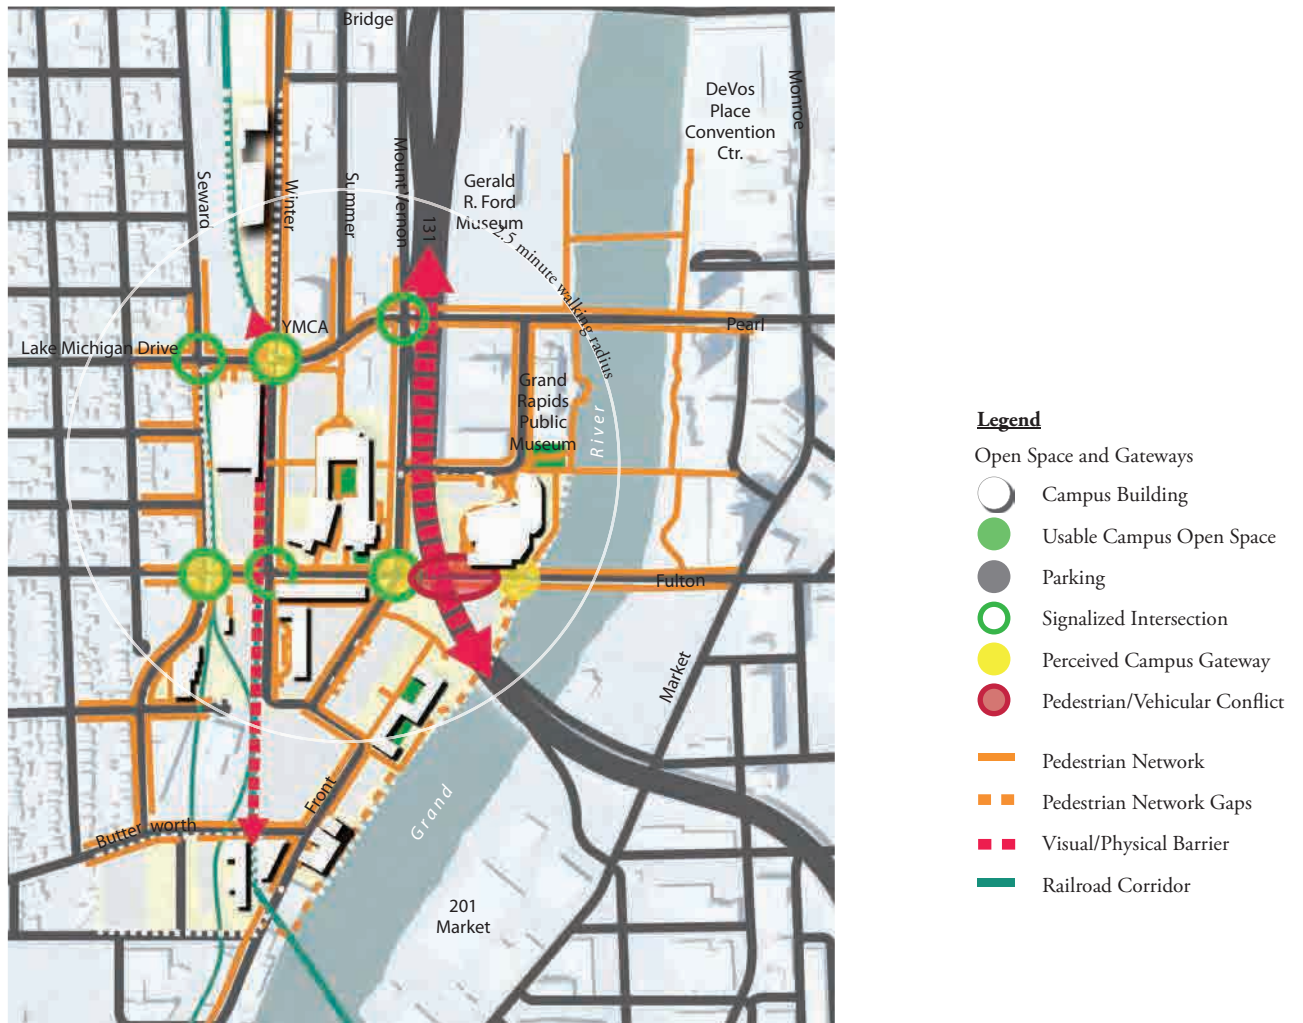 Bridge
Monroe
DeVos
Place
Convention
Ctr.
Seward
Winter
Summer
Mount Vernon
131
Gerald
R. Ford
Museum
2.5 minute walking radius
YMCA
Pearl
Lake Michigan Drive
Grand
Rapids
Public
Museum
River
Fulton
Market
Front
Grand
Butterworth
201
Market
Legend
Open Space and Gateways
Campus Building
Usable Campus Open Space
Parking
Signalized Intersection
Perceived Campus Gateway
Pedestrian/Vehicular Conflict
Pedestrian Network
Pedestrian Network Gaps
Visual/Physical Barrier
Railroad Corridor